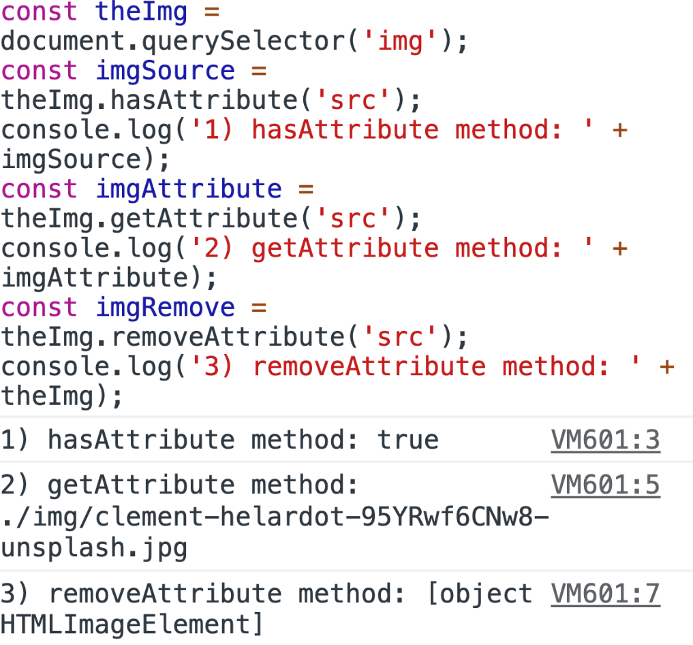 const theImg =
document.querySelector('img');
const imgSource =
theImg.hasAttribute('src');
console.log('1) hasAttribute method: ' +
imgSource);
const imgAttribute =
theImg.getAttribute('src');
console.log('2) getAttribute method: ' +
imgAttribute);
const imgRemove =
theImg.removeAttribute('src');
console.log('3) removeAttribute method: ' +
theImg);
1) hasAttribute method: true VM601:3
2) getAttribute method: VM601:5
./img/clement-helardot-95YRwf6CNw8-
unsplash.jpg
3) removeAttribute method: [object VM601:7
HTMLImageElement]